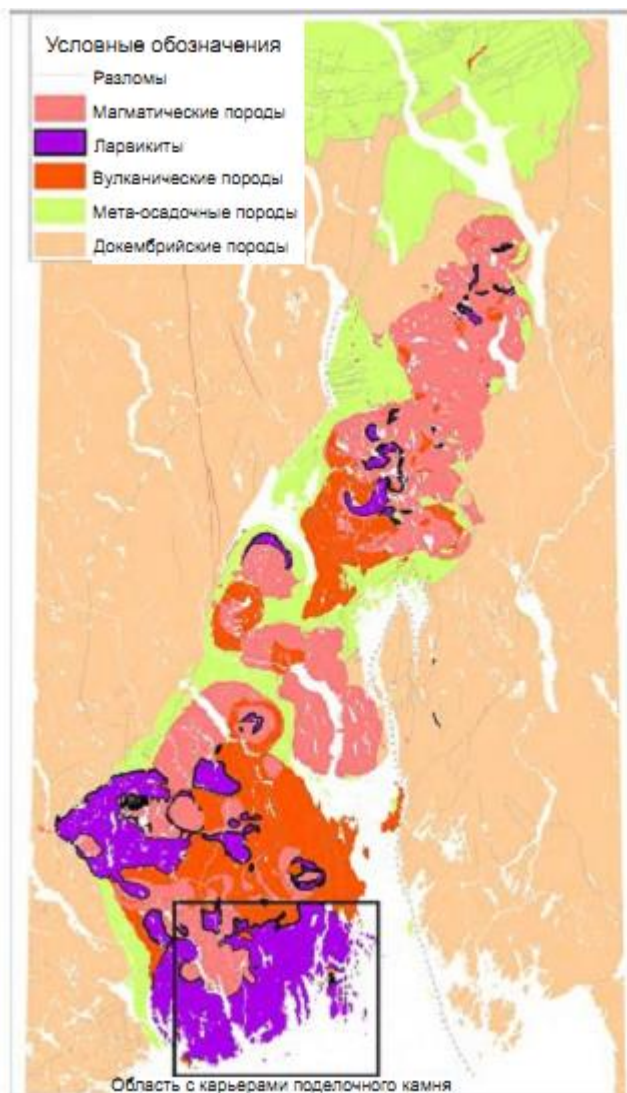 Условные обозначения
Разломы
Магматические породы
Ларвикиты
Вулканические породы
Мета-осадочные породы
Докембрийские породы
Область с карьерами поделочного камня